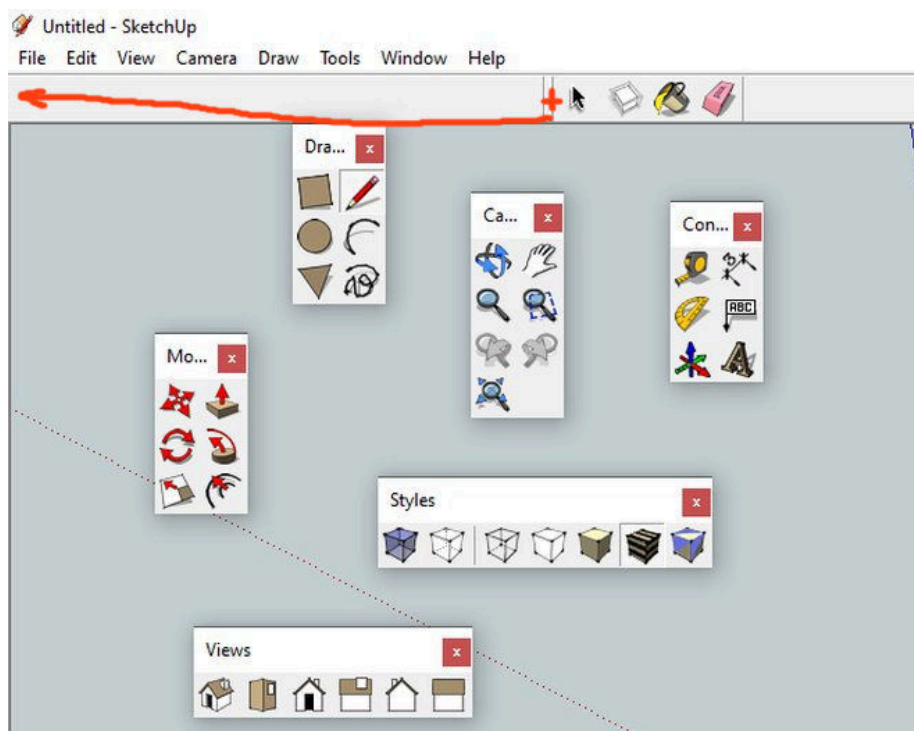 Untitled - SketchUp
File Edit View Camera Draw Tools Window Help
Dra... x
Ca... x
Con... x
ABC
Mo... x
A
Styles x
Views x